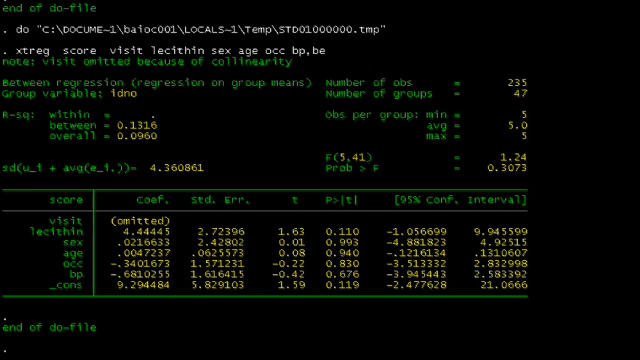 end of do-file
. do "C:\DOCUME~1\baioc001\LOCALS~1\Temp\STD01000000.tmp"
. xtreg score visit lecithin sex age occ bp,be
note: visit omitted because of collinearity
Between regression (regression on group means) Number of obs = 235
Group variable: idno Number of groups = 47
R-sq: within = . Obs per group: min = 5
between = 0.1316 avg = 5.0
overall = 0.0960 max = 5
F(5,41) = 1.24
sd(u_i + avg(e_i.))= 4.360861 Prob > F = 0.3073
score Coef. Std. Err. t P>|t| [95% Conf. Interval]
visit (omitted)
lecithin 4.44445 2.72396 1.63 0.110 -1.056699 9.945599
sex .0216633 2.42802 0.01 0.993 -4.881823 4.92515
age .0047237 .0625573 0.08 0.940 -.1216134 .1310607
occ -.3401673 1.571231 -0.22 0.830 -3.513332 2.832998
bp -.6810255 1.616415 -0.42 0.676 -3.945443 2.583392
_cons 9.294484 5.829103 1.59 0.119 -2.477628 21.0666
.
end of do-file
.